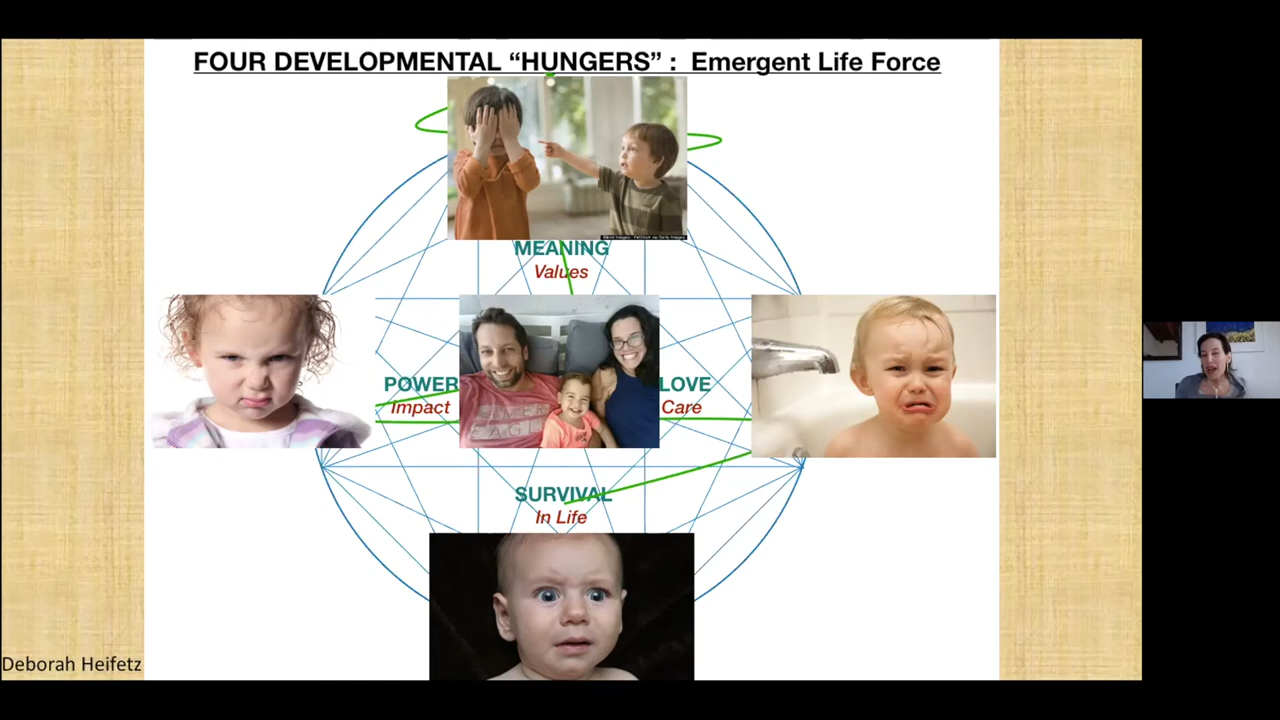 FOUR DEVELOPMENTAL “HUNGERS” : Emergent Life Force
MEANING
Values
POWER
Impact
LOVE
Care
SURVIVAL
In Life
Deborah Heifetz